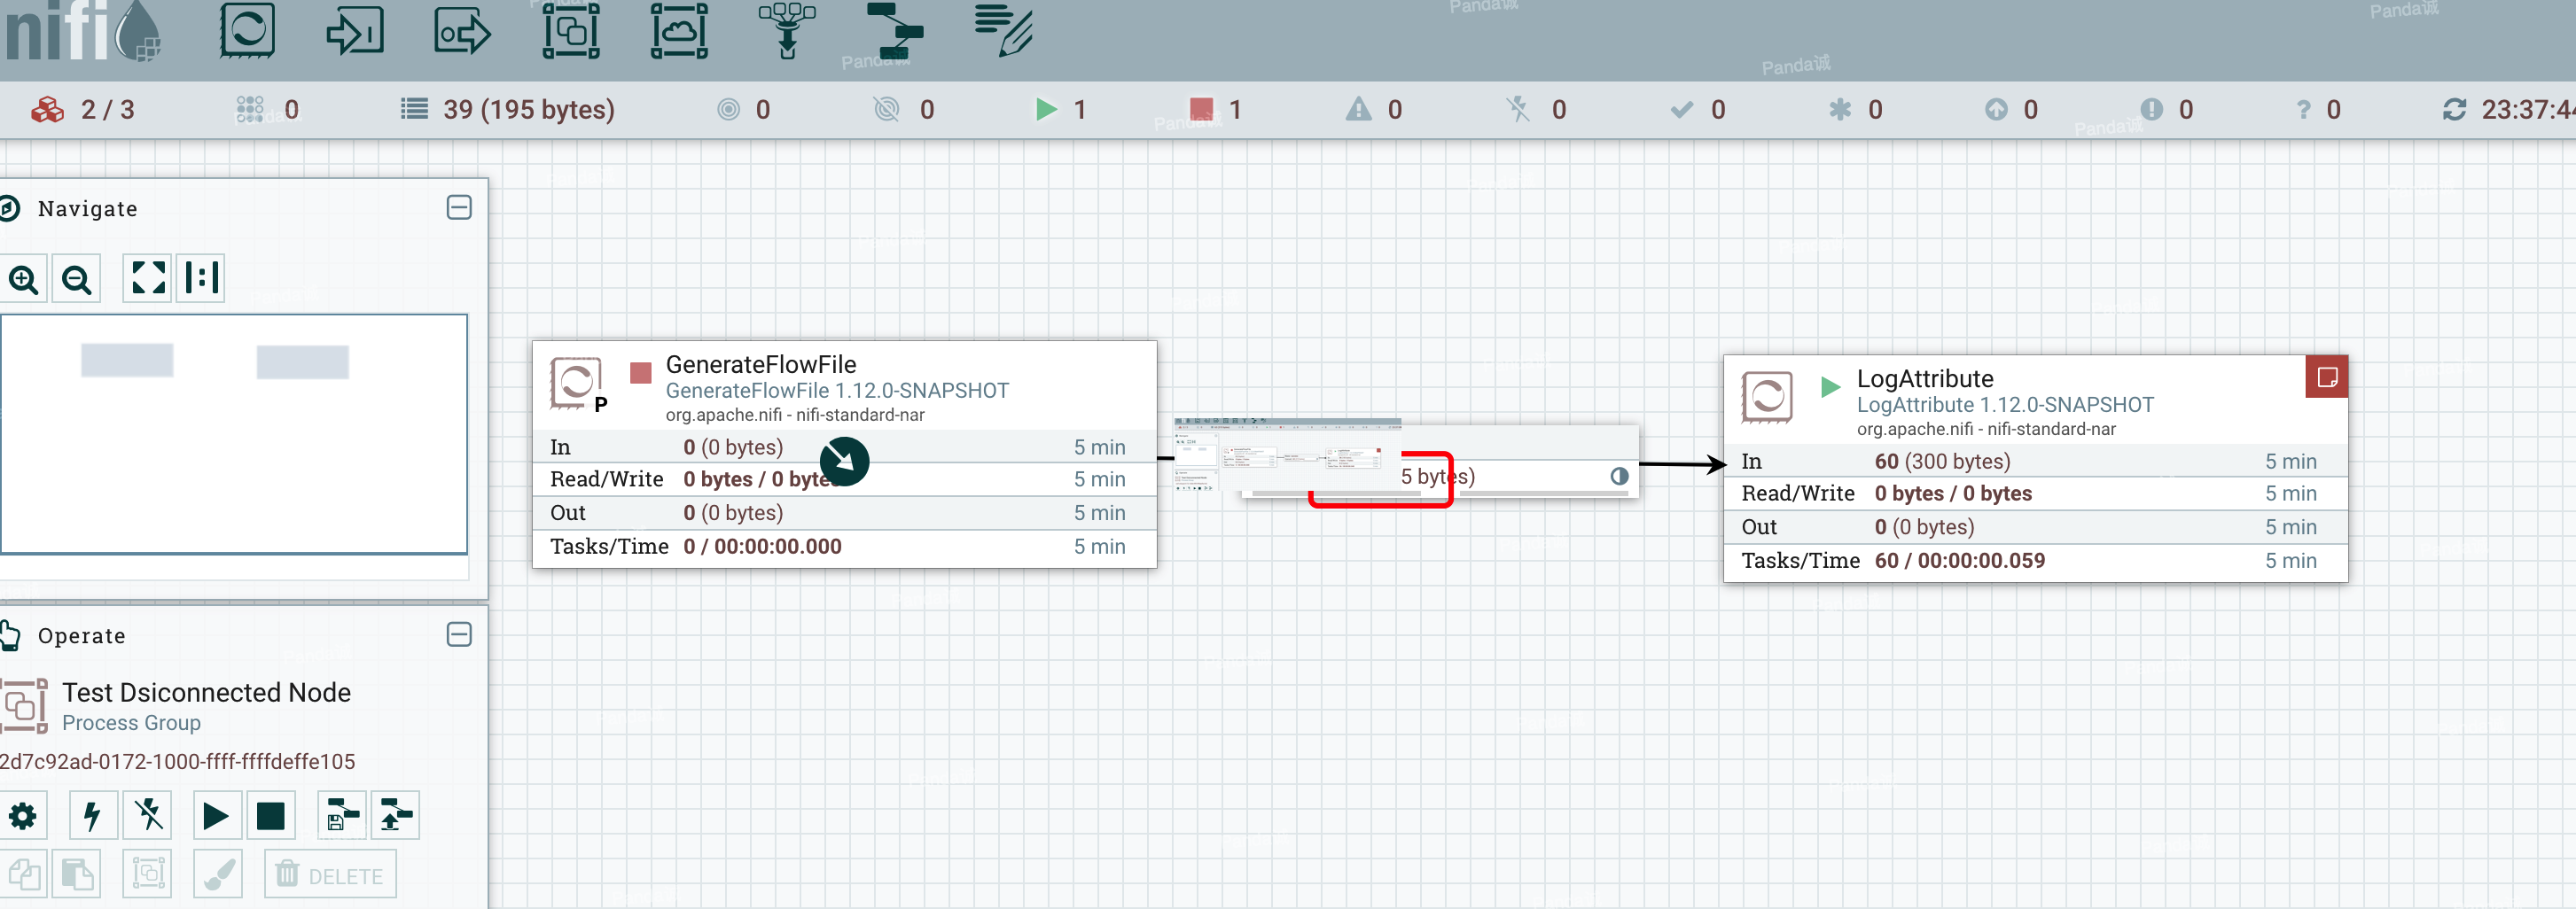 nifi
2 / 3
0
39 (195 bytes)
0
0
1
1
0
0
0
0
0
0
0
23:37:44
Navigate
GenerateFlowFile
GenerateFlowFile 1.12.0-SNAPSHOT
org.apache.nifi - nifi-standard-nar
P
In 0 (0 bytes) 5 min
Read/Write 0 bytes / 0 bytes 5 min
Out 0 (0 bytes) 5 min
Tasks/Time 0 / 00:00:00.000 5 min
5 bytes)
LogAttribute
LogAttribute 1.12.0-SNAPSHOT
org.apache.nifi - nifi-standard-nar
In 60 (300 bytes) 5 min
Read/Write 0 bytes / 0 bytes 5 min
Out 0 (0 bytes) 5 min
Tasks/Time 60 / 00:00:00.059 5 min
Operate
Test Dsiconnected Node
Process Group
2d7c92ad-0172-1000-ffff-ffffdeffe105
DELETE
Panda诚
Panda诚
Panda诚
Panda诚
Panda诚
Panda诚